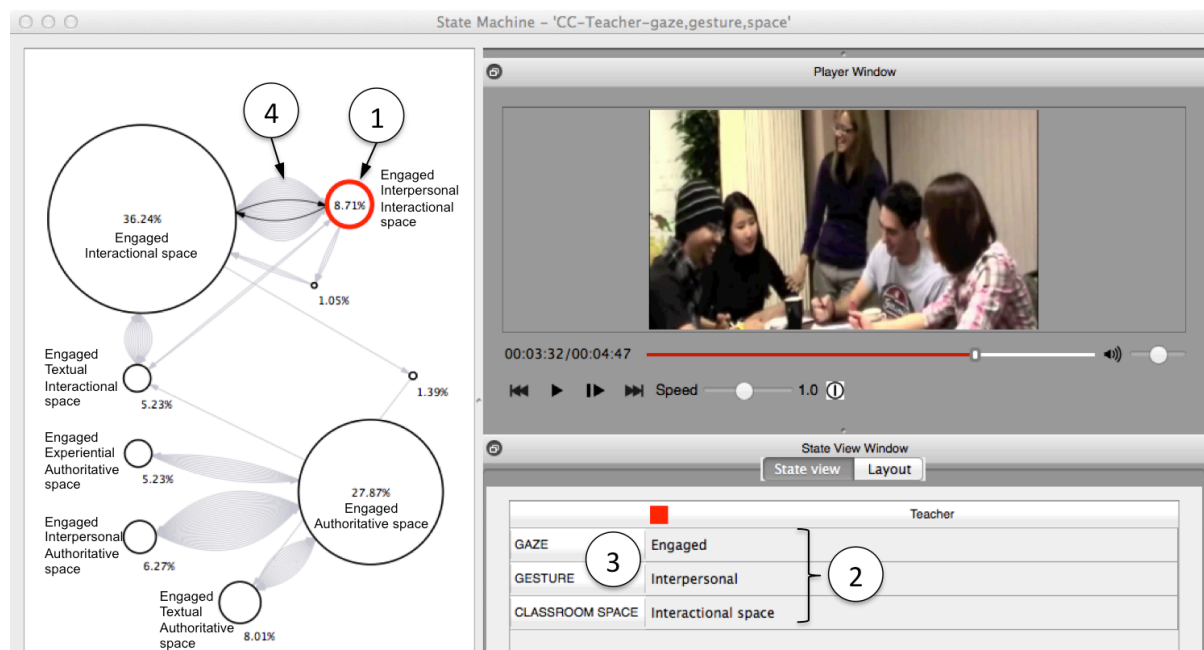 State Machine – 'CC-Teacher-gaze,gesture,space'
4
1
Engaged
Interpersonal
Interactional
space
8.71%
36.24%
Engaged
Interactional space
1.05%
Engaged
Textual
Interactional
space
5.23%
1.39%
Engaged
Experiential
Authoritative
space
5.23%
27.87%
Engaged
Authoritative space
Engaged
Interpersonal
Authoritative
space
6.27%
Engaged
Textual
Authoritative
space
8.01%
Player Window
00:03:32/00:04:47
Speed 1.0
State View Window
State view Layout
Teacher
GAZE Engaged
GESTURE Interpersonal
CLASSROOM SPACE Interactional space
3
2